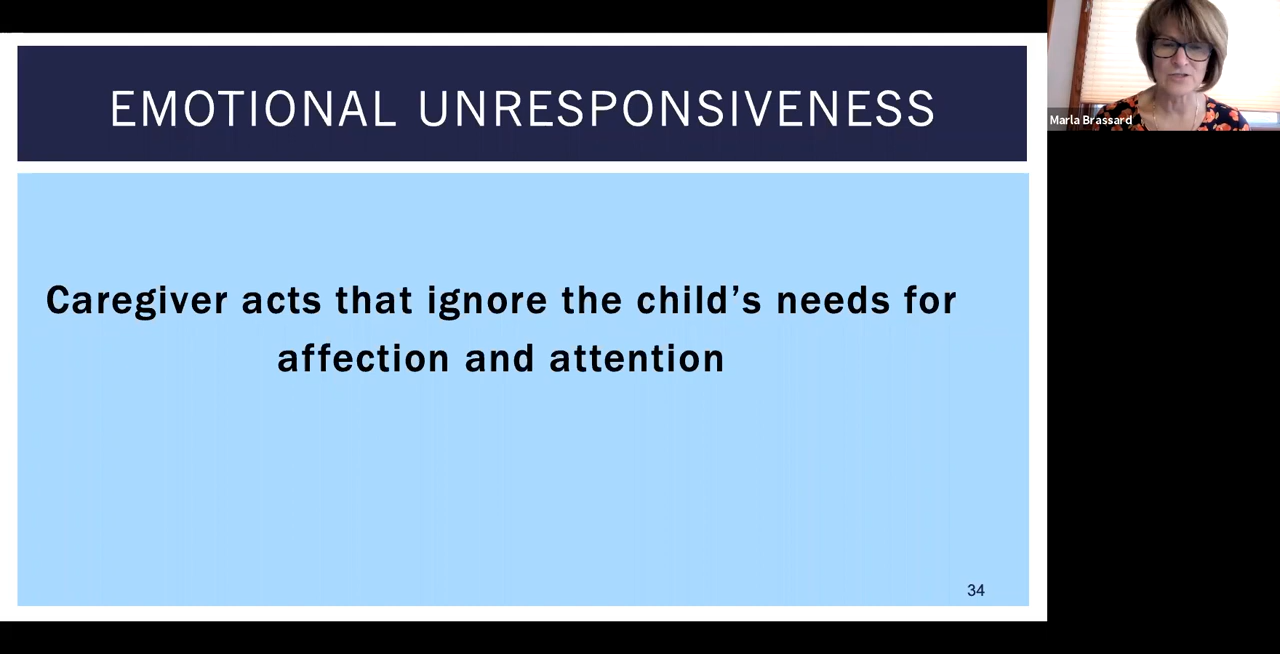 EMOTIONAL UNRESPONSIVENESS
Caregiver acts that ignore the child’s needs for
affection and attention
34
Marla Brassard